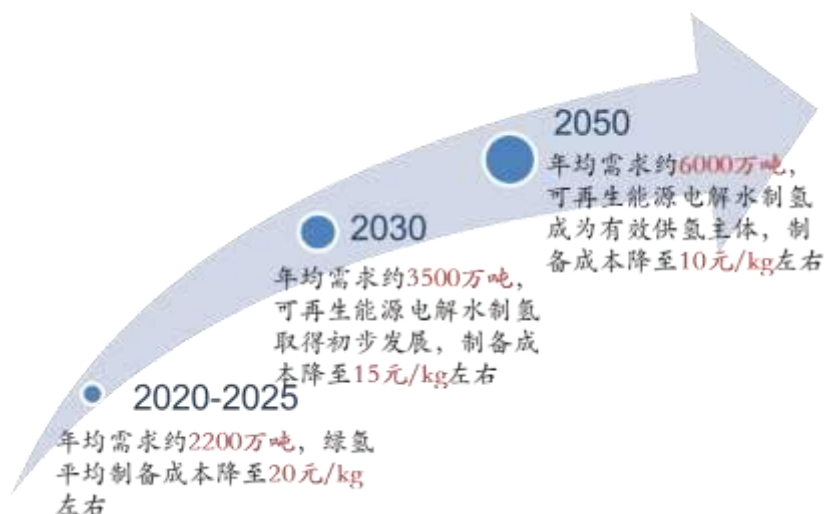 2050
年均需求约6000万吨，
可再生能源电解水制氢
成为有效供氢主体，制
备成本降至10元/kg左右
2030
年均需求约3500万吨，
可再生能源电解水制氢
取得初步发展，制备成
本降至15元/kg左右
2020-2025
年均需求约2200万吨，绿氢
平均制备成本降至20元/kg
左右